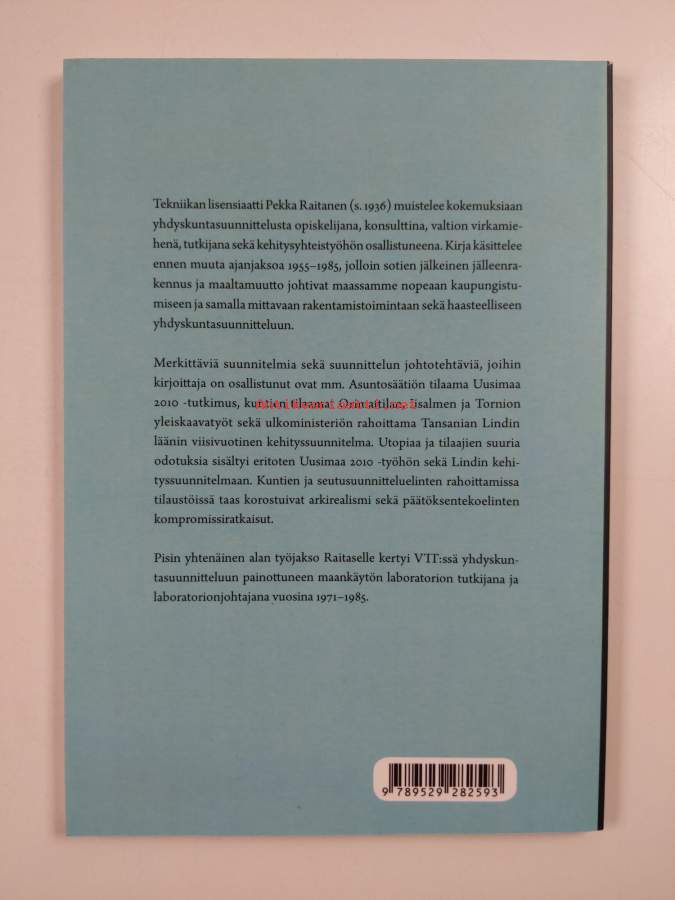 Tekniikan lisensiaatti Pekka Raitanen (s. 1936) muistelee kokemuksiaan
yhdyskuntasuunnittelusta opiskelijana, konsulttina, valtion virkamie-
henä, tutkijana sekä kehitysyhteistyöhön osallistuneena. Kirja käsittelee
ennen muuta ajanjaksoa 1955–1985, jolloin sotien jälkeinen jälleenra-
kennus ja maaltamuutto johtivat maassamme nopeaan kaupungistu-
miseen ja samalla mittavaan rakentamistoimintaan sekä haasteelliseen
yhdyskuntasuunnitteluun.
Merkittäviä suunnitelmia sekä suunnittelun johtotehtäviä, joihin
kirjoittaja on osallistunut ovat mm. Asuntosäätiön tilaama Uusimaa
2010 -tutkimus, kuntien tilaamat Iisalmen ja Tornion
yleiskaavatyöt sekä ulkoministeriön rahoittama Tansanian Lindin
läänin viisivuotinen kehityssuunnitelma. Utopiaa ja tilaajien suuria
odotuksia sisältyi eritoten Uusimaa 2010 -työhön sekä Lindin kehi-
tyssuunnitelmaan. Kuntien ja seutusuunnitteluelinten rahoittamissa
tilaustöissä taas korostuivat arkirealismi sekä päätöksentekoelinten
kompromissiratkaisut.
Pisin yhtenäinen alan työjakso Raitaselle kertyi VTT:ssä yhdyskun-
tasuunnitteluun painottuneen maankäytön laboratorion tutkijana ja
laboratorionjohtajana vuosina 1971–1985.
9 789529 282593